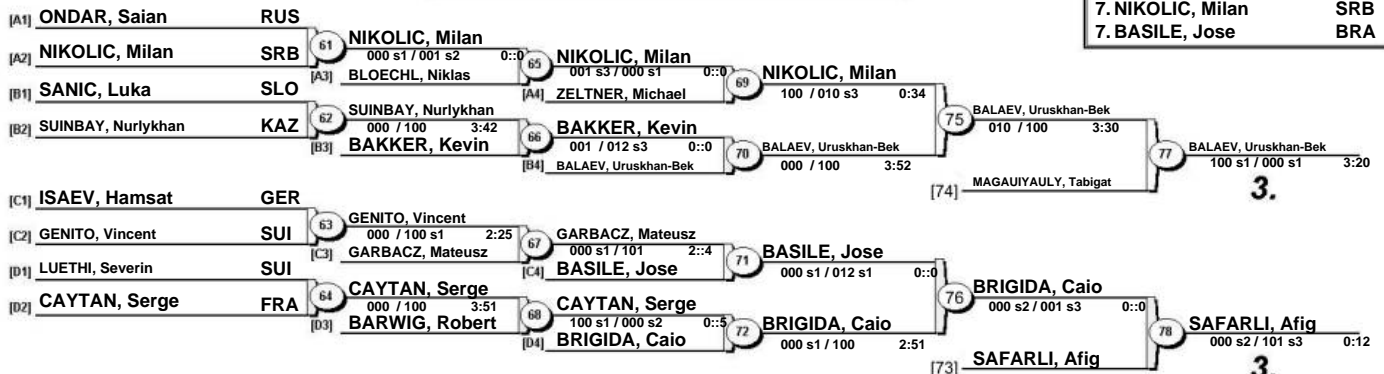 7. NIKOLIC, Milan SRB
7. BASILE, Jose BRA
[A1] ONDAR, Saian RUS
61 NIKOLIC, Milan
000 s1 / 001 s2 0::0
[A2] NIKOLIC, Milan SRB
[A3] BLOECHL, Niklas
65 NIKOLIC, Milan
001 s3 / 000 s1 0::0
[A4] ZELTNER, Michael
69 NIKOLIC, Milan
100 / 010 s3 0:34
[B1] SANIC, Luka SLO
62 SUINBAY, Nurlykhan
000 / 100 3:42
[B2] SUINBAY, Nurlykhan KAZ
[B3] BAKKER, Kevin
66 BAKKER, Kevin
001 / 012 s3 0::0
[B4] BALAEV, Uruskhan-Bek
70 BALAEV, Uruskhan-Bek
000 / 100 3:52
75 BALAEV, Uruskhan-Bek
010 / 100 3:30
[74] MAGAUIYAULY, Tabigat
77 BALAEV, Uruskhan-Bek
100 s1 / 000 s1 3:20
3.
[C1] ISAEV, Hamsat GER
63 GENITO, Vincent
000 / 100 s1 2:25
[C2] GENITO, Vincent SUI
[C3] GARBACZ, Mateusz
67 GARBACZ, Mateusz
000 s1 / 101 2::4
[C4] BASILE, Jose
71 BASILE, Jose
000 s1 / 012 s1 0::0
[D1] LUETHI, Severin SUI
64 CAYTAN, Serge
000 / 100 3:51
[D2] CAYTAN, Serge FRA
[D3] BARWIG, Robert
68 CAYTAN, Serge
100 s1 / 000 s2 0::5
[D4] BRIGIDA, Caio
72 BRIGIDA, Caio
000 s1 / 100 2:51
76 BRIGIDA, Caio
000 s2 / 001 s3 0::0
[73] SAFARLI, Afig
78 SAFARLI, Afig
000 s2 / 101 s3 0:12
3.